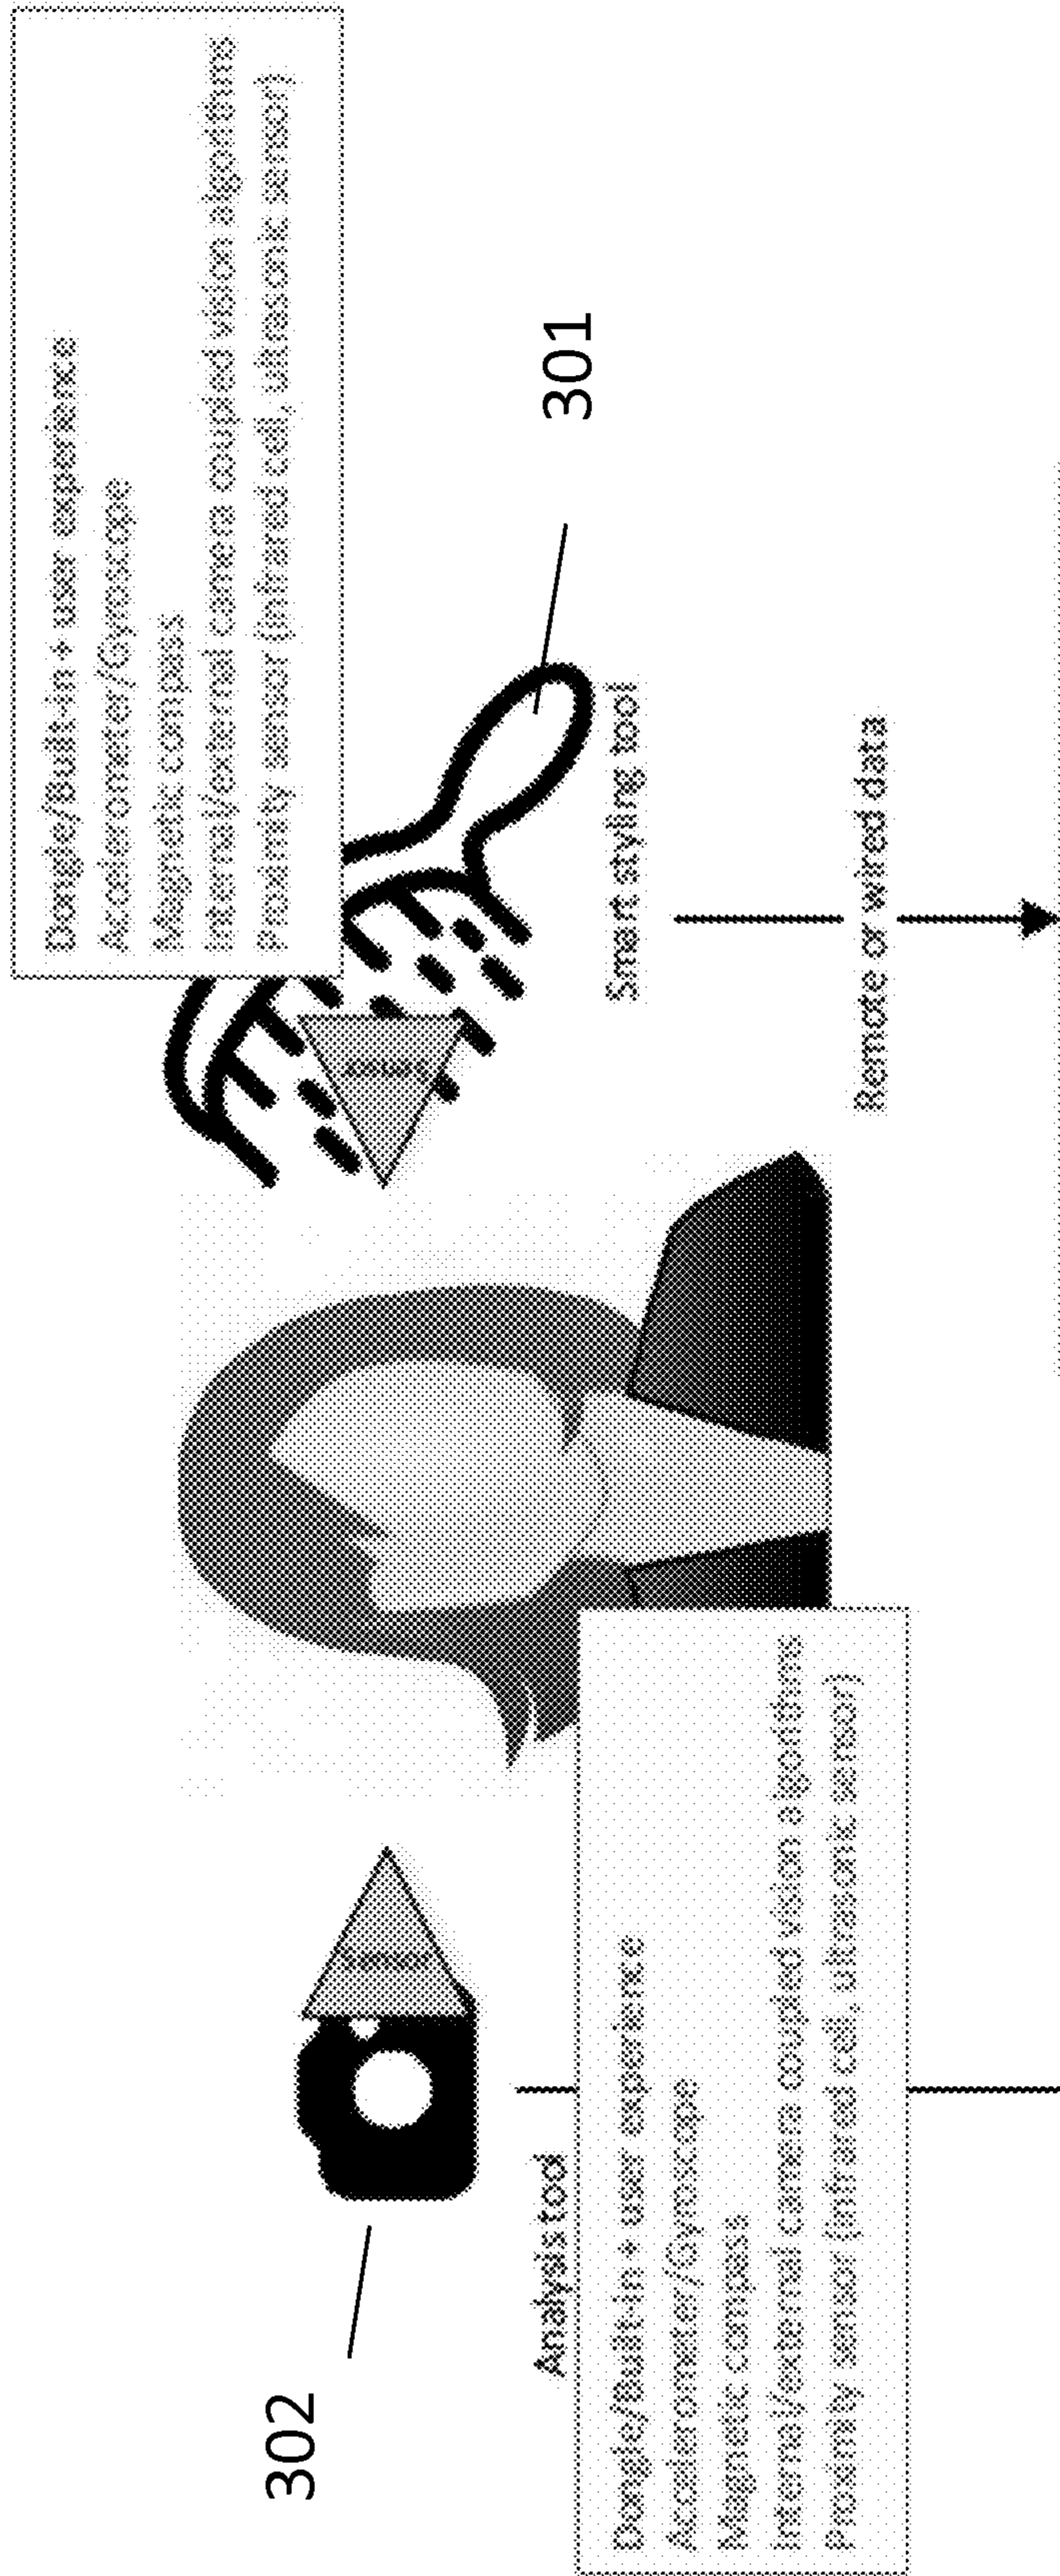 302
Analysis tool
Dongle/Built-in + user experience
Accelerometer/Gyroscope
Magnetic compass
Internal/external camera coupled vision algorithms
Proximity sensor (infrared cell, ultrasonic sensor)
Dongle/Built-in + user experience
Accelerometer/Gyroscope
Magnetic compass
Internal/external camera coupled vision algorithms
Proximity sensor (infrared cell, ultrasonic sensor)
301
Smart styling tool
Remote or wired data